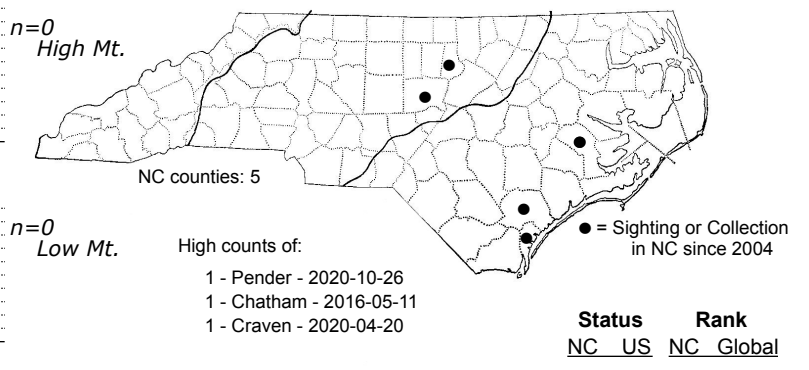 n=0
High Mt.
NC counties: 5
n=0
Low Mt.
High counts of:
1 - Pender - 2020-10-26
1 - Chatham - 2016-05-11
1 - Craven - 2020-04-20
● = Sighting or Collection
in NC since 2004
Status Rank
NC US NC Global